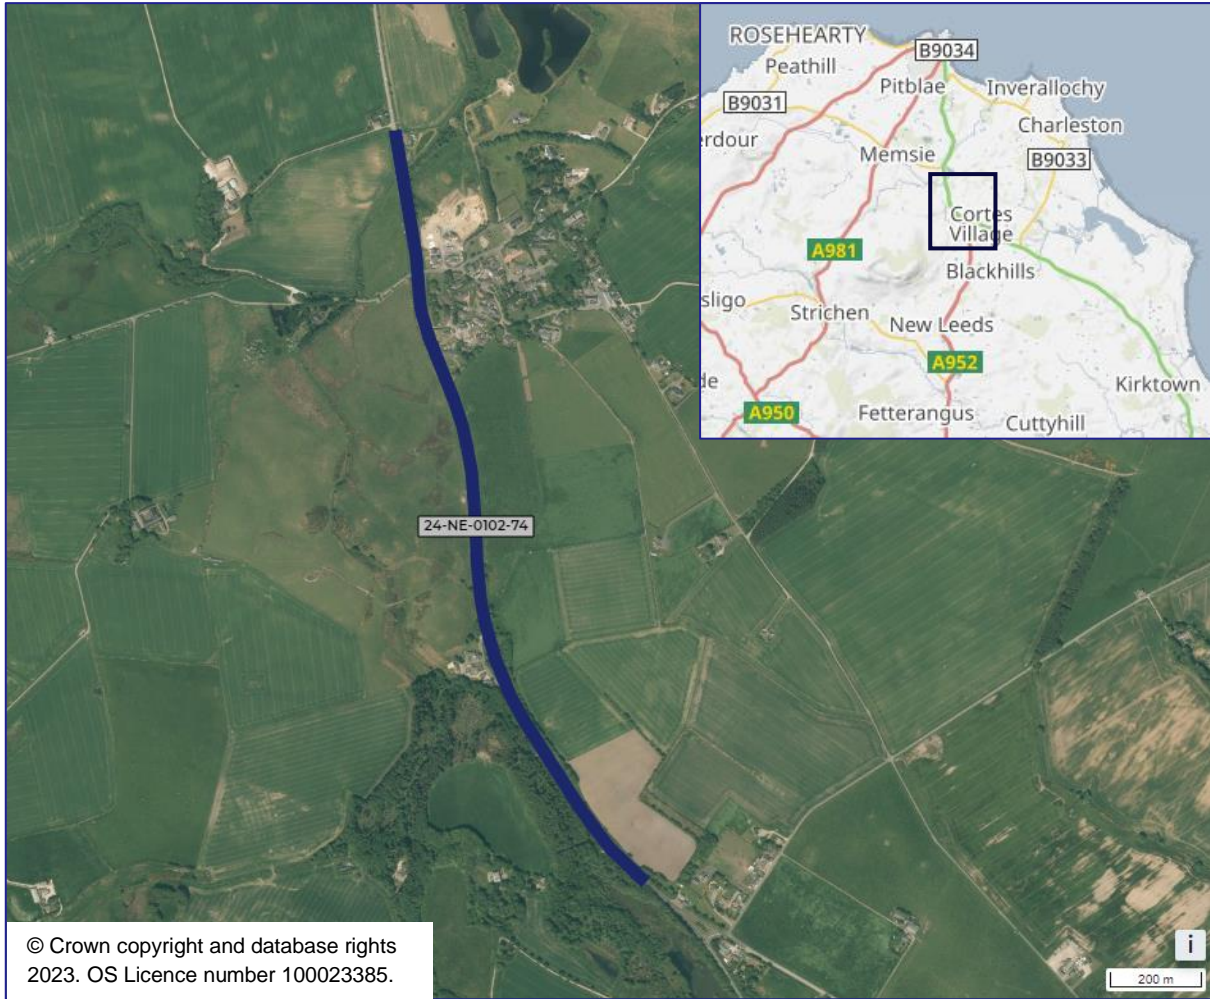 ROSEHEARTY
B9034
Peathill
Pitblae
Inverallochy
B9031
Charleston
erdour
Memsie
B9033
Cortes
Village
A981
Blackhills
sligo
Strichen
New Leeds
A952
de
Kirktown
A950
Fetterangus
Cuttyhill
24-NE-0102-74
© Crown copyright and database rights
2023. OS Licence number 100023385.
i
200 m